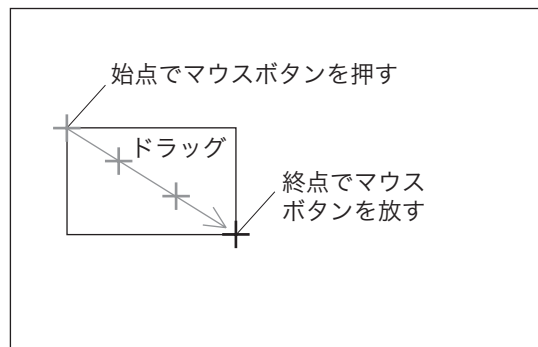 始点でマウスボタンを押す
ドラッグ
終点でマウス
ボタンを放す